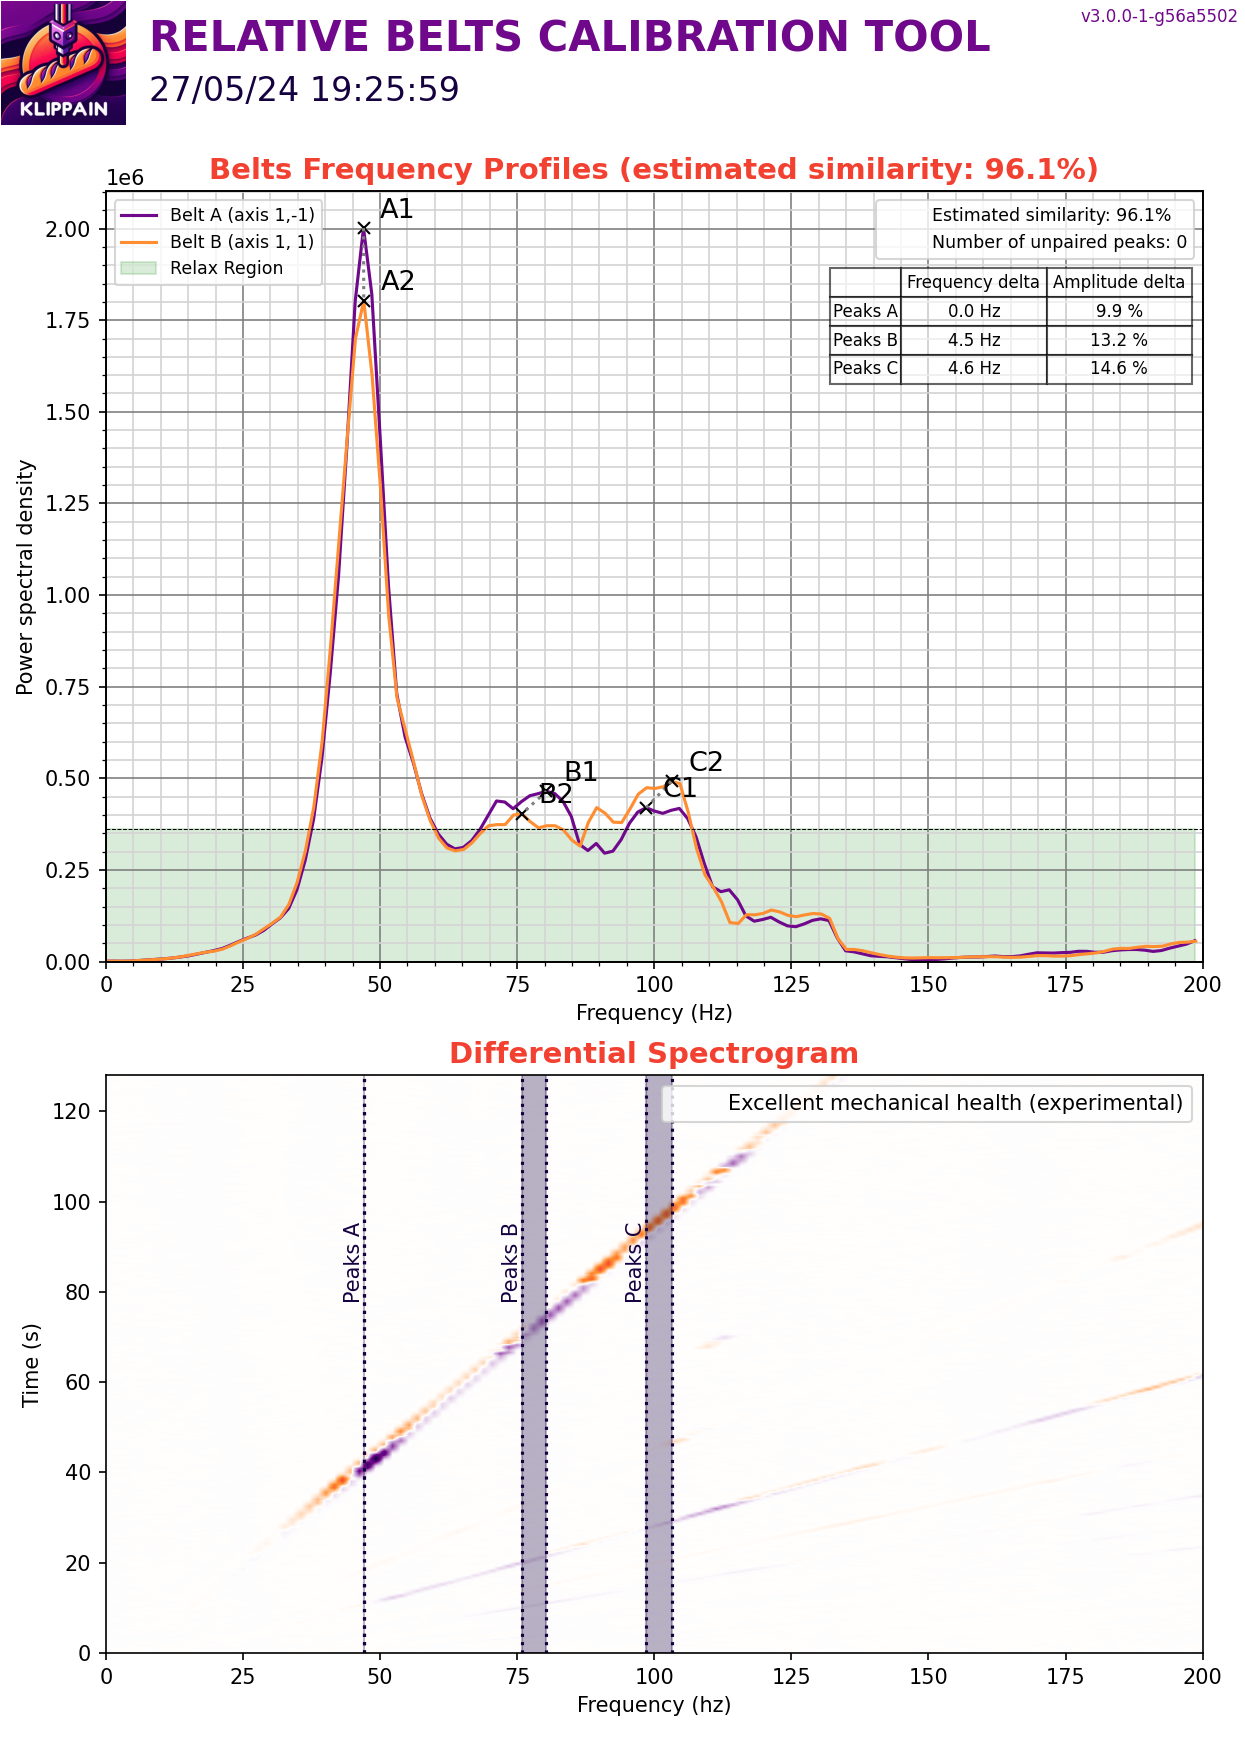 KLIPPAIN
RELATIVE BELTS CALIBRATION TOOL
27/05/24 19:25:59
v3.0.0-1-g56a5502
Belts Frequency Profiles (estimated similarity: 96.1%)
1e6
Belt A (axis 1,-1)
Belt B (axis 1, 1)
Relax Region
Estimated similarity: 96.1%
Number of unpaired peaks: 0
Frequency delta Amplitude delta
Peaks A 0.0 Hz 9.9 %
Peaks B 4.5 Hz 13.2 %
Peaks C 4.6 Hz 14.6 %
A1
A2
B1
B2
C2
C1
Power spectral density
2.00
1.75
1.50
1.25
1.00
0.75
0.50
0.25
0.00
0 25 50 75 100 125 150 175 200
Frequency (Hz)
Differential Spectrogram
Excellent mechanical health (experimental)
Peaks A
Peaks B
Peaks C
Time (s)
120
100
80
60
40
20
0
0 25 50 75 100 125 150 175 200
Frequency (hz)